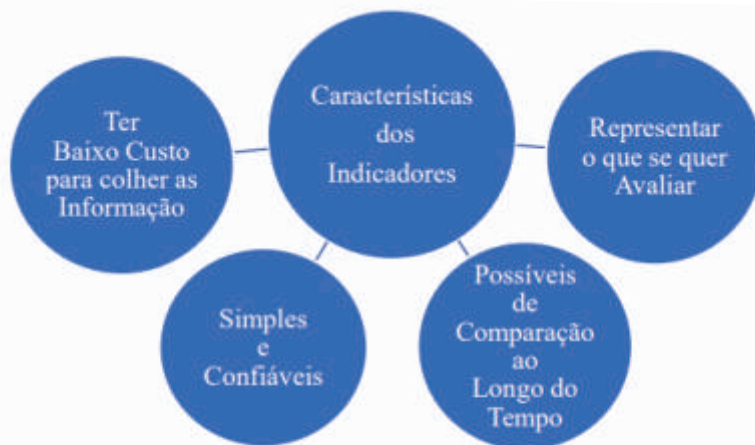 Características
dos
Indicadores
Ter
Baixo Custo
para colher as
Informação
Representar
o que se quer
Avaliar
Simples
e
Confiáveis
Possíveis
de
Comparação
ao
Longo do
Tempo